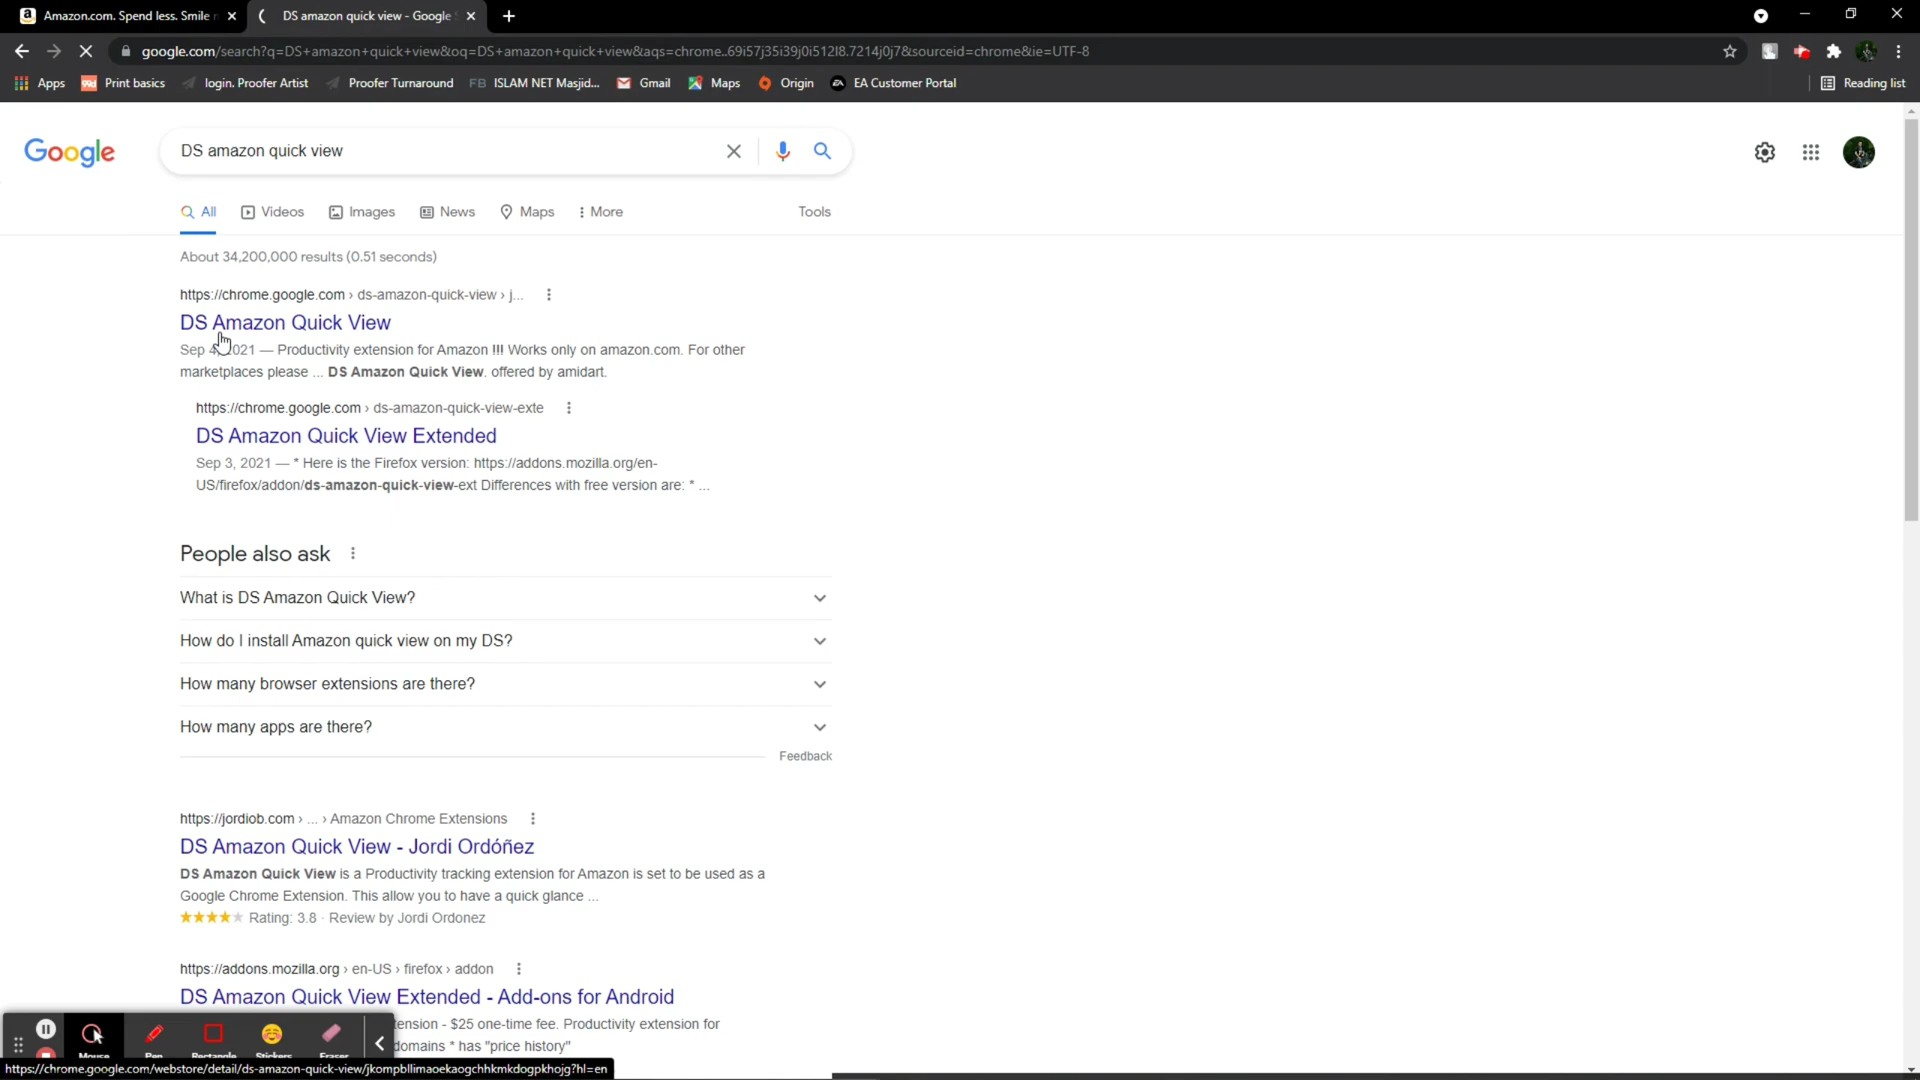 Amazon.com. Spend less. Smile
DS amazon quick view - Google
google.com/search?q=DS+amazon+quick+view&oq=DS+amazon+quick+view&aqs=chrome..69i57j35i39j0i512l8.7214j0j7&sourceid=chrome&ie=UTF-8
Apps
Print basics
login. Proofer Artist
Proofer Turnaround
FB ISLAM NET Masjid...
Gmail
Maps
Origin
EA Customer Portal
Reading list
Google
DS amazon quick view
All
Videos
Images
News
Maps
More
Tools
About 34,200,000 results (0.51 seconds)
https://chrome.google.com › ds-amazon-quick-view › j...
DS Amazon Quick View
Sep 4, 2021 — Productivity extension for Amazon !!! Works only on amazon.com. For other
marketplaces please ... DS Amazon Quick View. offered by amidart.
https://chrome.google.com › ds-amazon-quick-view-exte
DS Amazon Quick View Extended
Sep 3, 2021 — * Here is the Firefox version: https://addons.mozilla.org/en-
US/firefox/addon/ds-amazon-quick-view-ext Differences with free version are: * ...
People also ask
What is DS Amazon Quick View?
How do I install Amazon quick view on my DS?
How many browser extensions are there?
How many apps are there?
Feedback
https://jordiob.com › ... › Amazon Chrome Extensions
DS Amazon Quick View - Jordi Ordóñez
DS Amazon Quick View is a Productivity tracking extension for Amazon is set to be used as a
Google Chrome Extension. This allow you to have a quick glance ...
Rating: 3.8 · Review by Jordi Ordonez
https://addons.mozilla.org › en-US › firefox › addon
DS Amazon Quick View Extended - Add-ons for Android
tension - $25 one-time fee. Productivity extension for
domains * has "price history"
Mouse
Pen
Rectangle
Stickers
Eraser
https://chrome.google.com/webstore/detail/ds-amazon-quick-view/jkompbllimaoekaogchhkmkdogpkhojg?hl=en